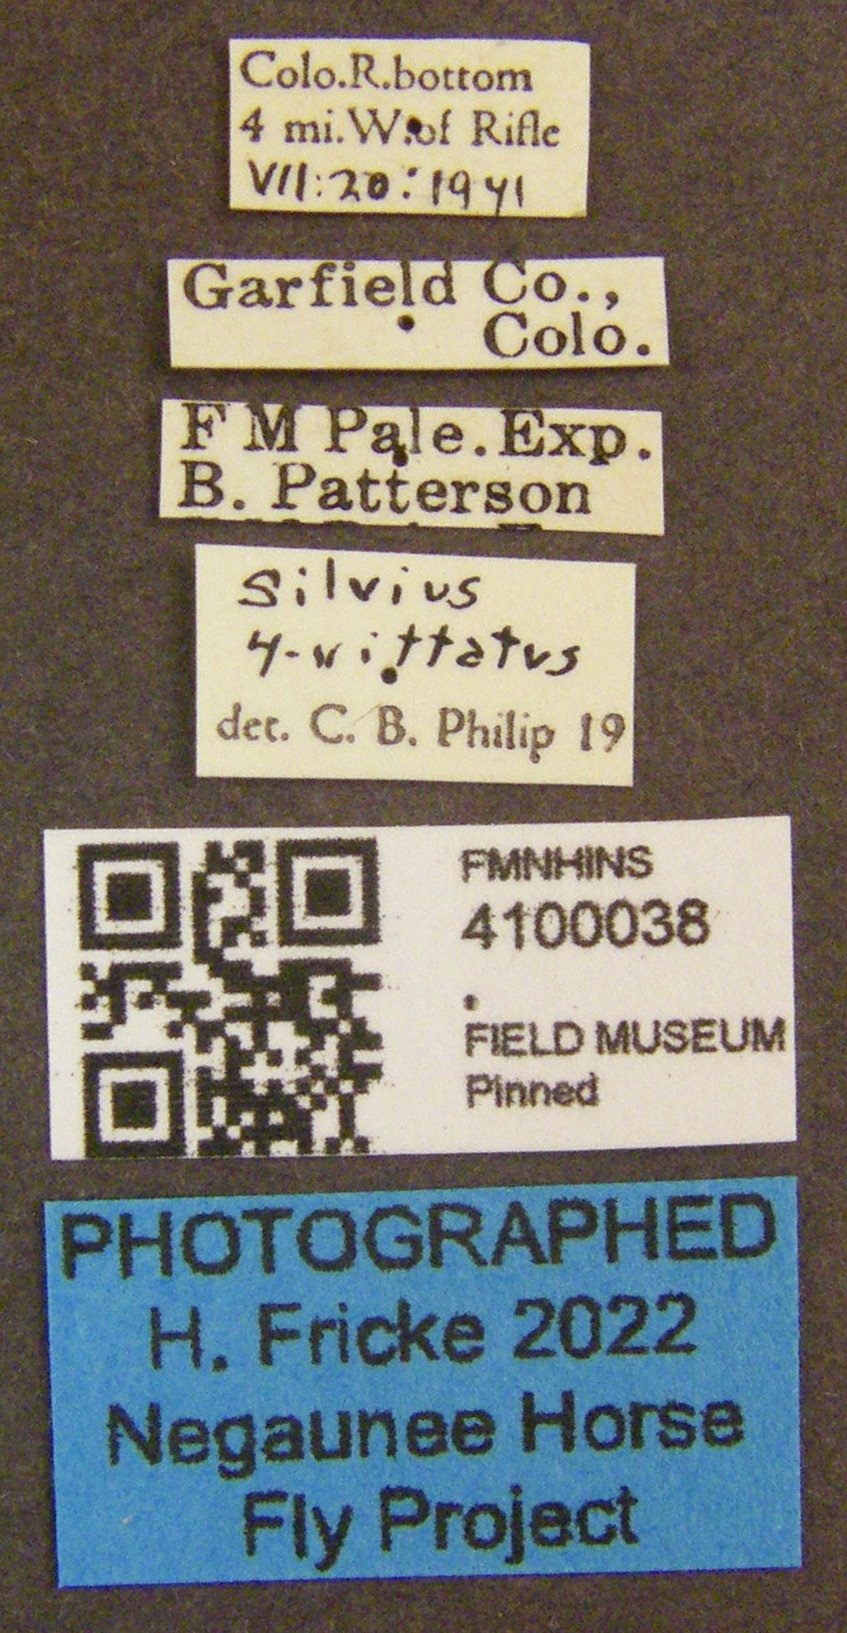 Colo.R.bottom
4 mi.W.of Rifle
VII:20:1941
Garfield Co.,
Colo.
F M Pale.Exp.
B. Patterson
Silvius
4-vittatus
det. C. B. Philip 19
FMNHINS
4100038
FIELD MUSEUM
Pinned
PHOTOGRAPHED
H. Fricke 2022
Negaunee Horse
Fly Project